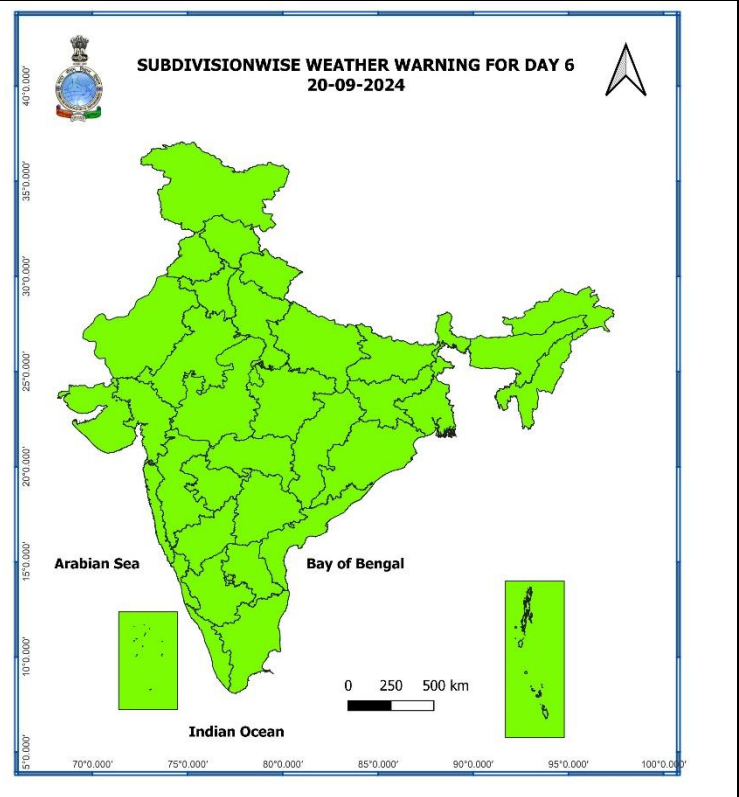 SUBDIVISIONWISE WEATHER WARNING FOR DAY 6
20-09-2024
40°0.000'
35°0.000'
30°0.000'
25°0.000'
20°0.000'
15°0.000'
10°0.000'
5°0.000'
Arabian Sea
Bay of Bengal
0 250 500 km
Indian Ocean
70°0.000' 75°0.000' 80°0.000' 85°0.000' 90°0.000' 95°0.000' 100°0.000'